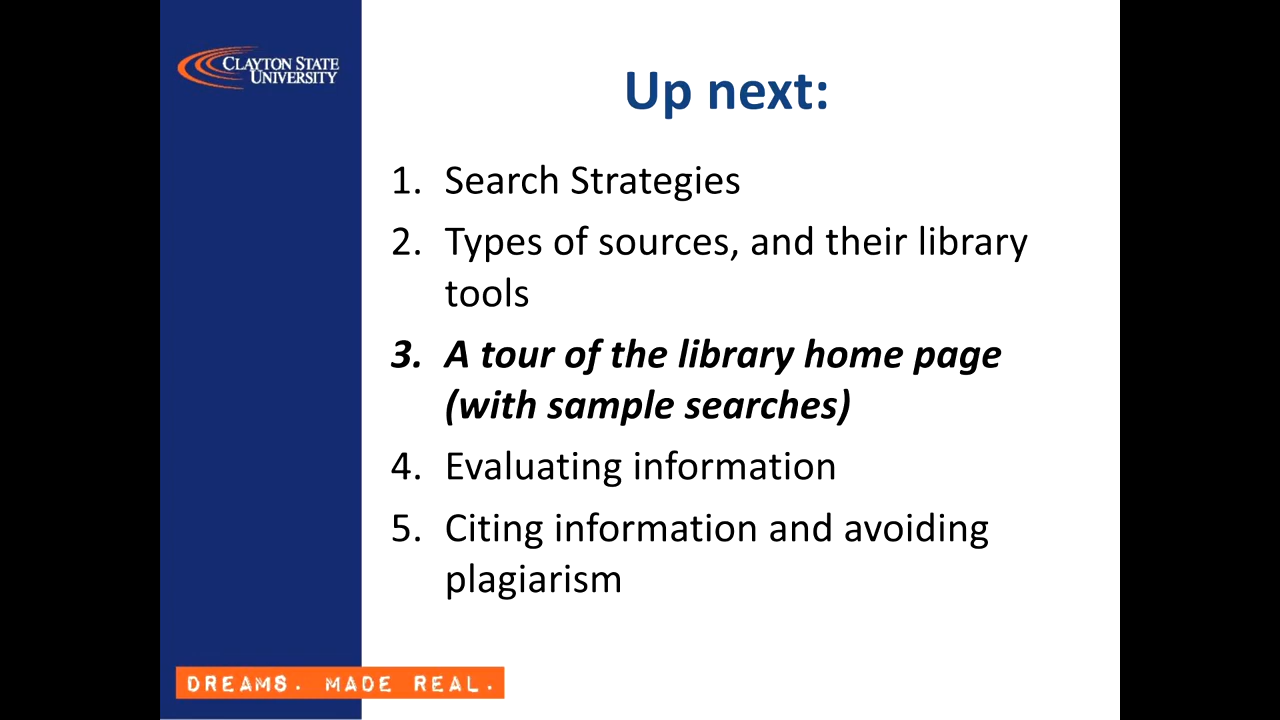 CLAYTON STATE
UNIVERSITY
Up next:
1. Search Strategies
2. Types of sources, and their library
tools
3. A tour of the library home page
(with sample searches)
4. Evaluating information
5. Citing information and avoiding
plagiarism
DREAMS. MADE REAL.